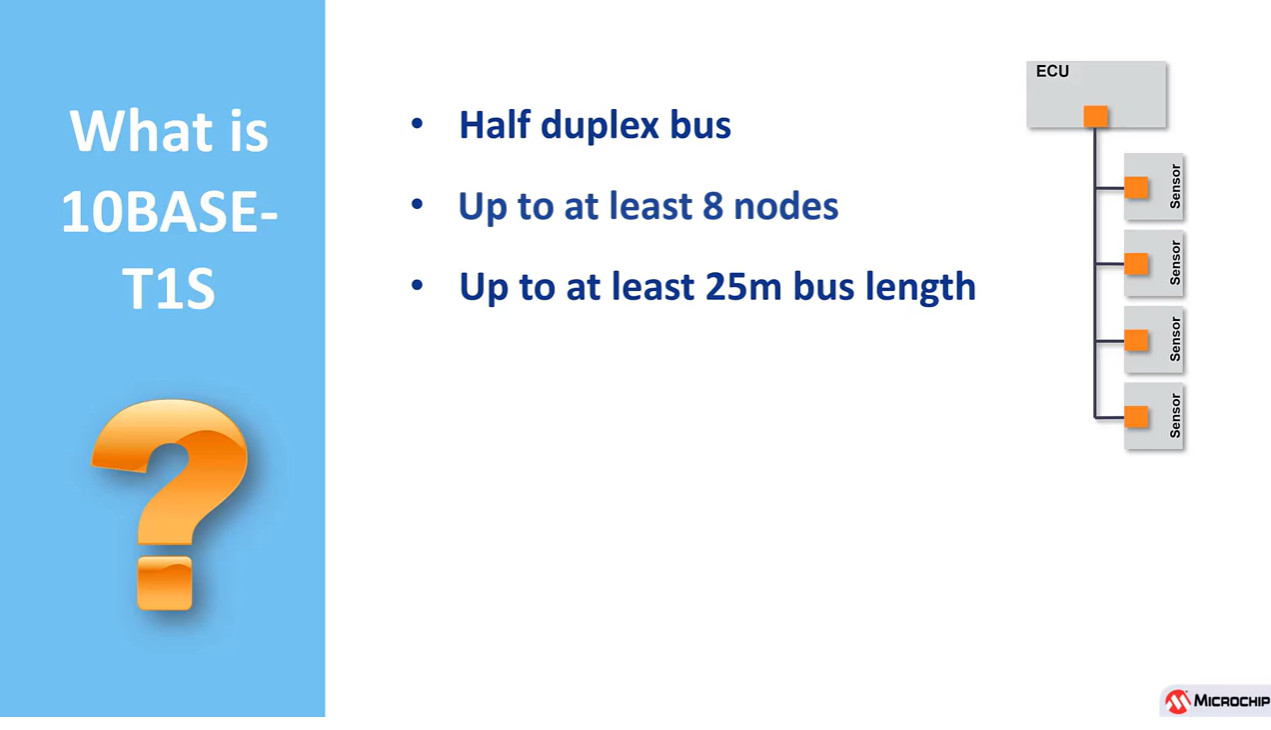 What is
10BASE-
T1S
• Half duplex bus
• Up to at least 8 nodes
• Up to at least 25m bus length
ECU
Sensor
Sensor
Sensor
Sensor
MICROCHIP